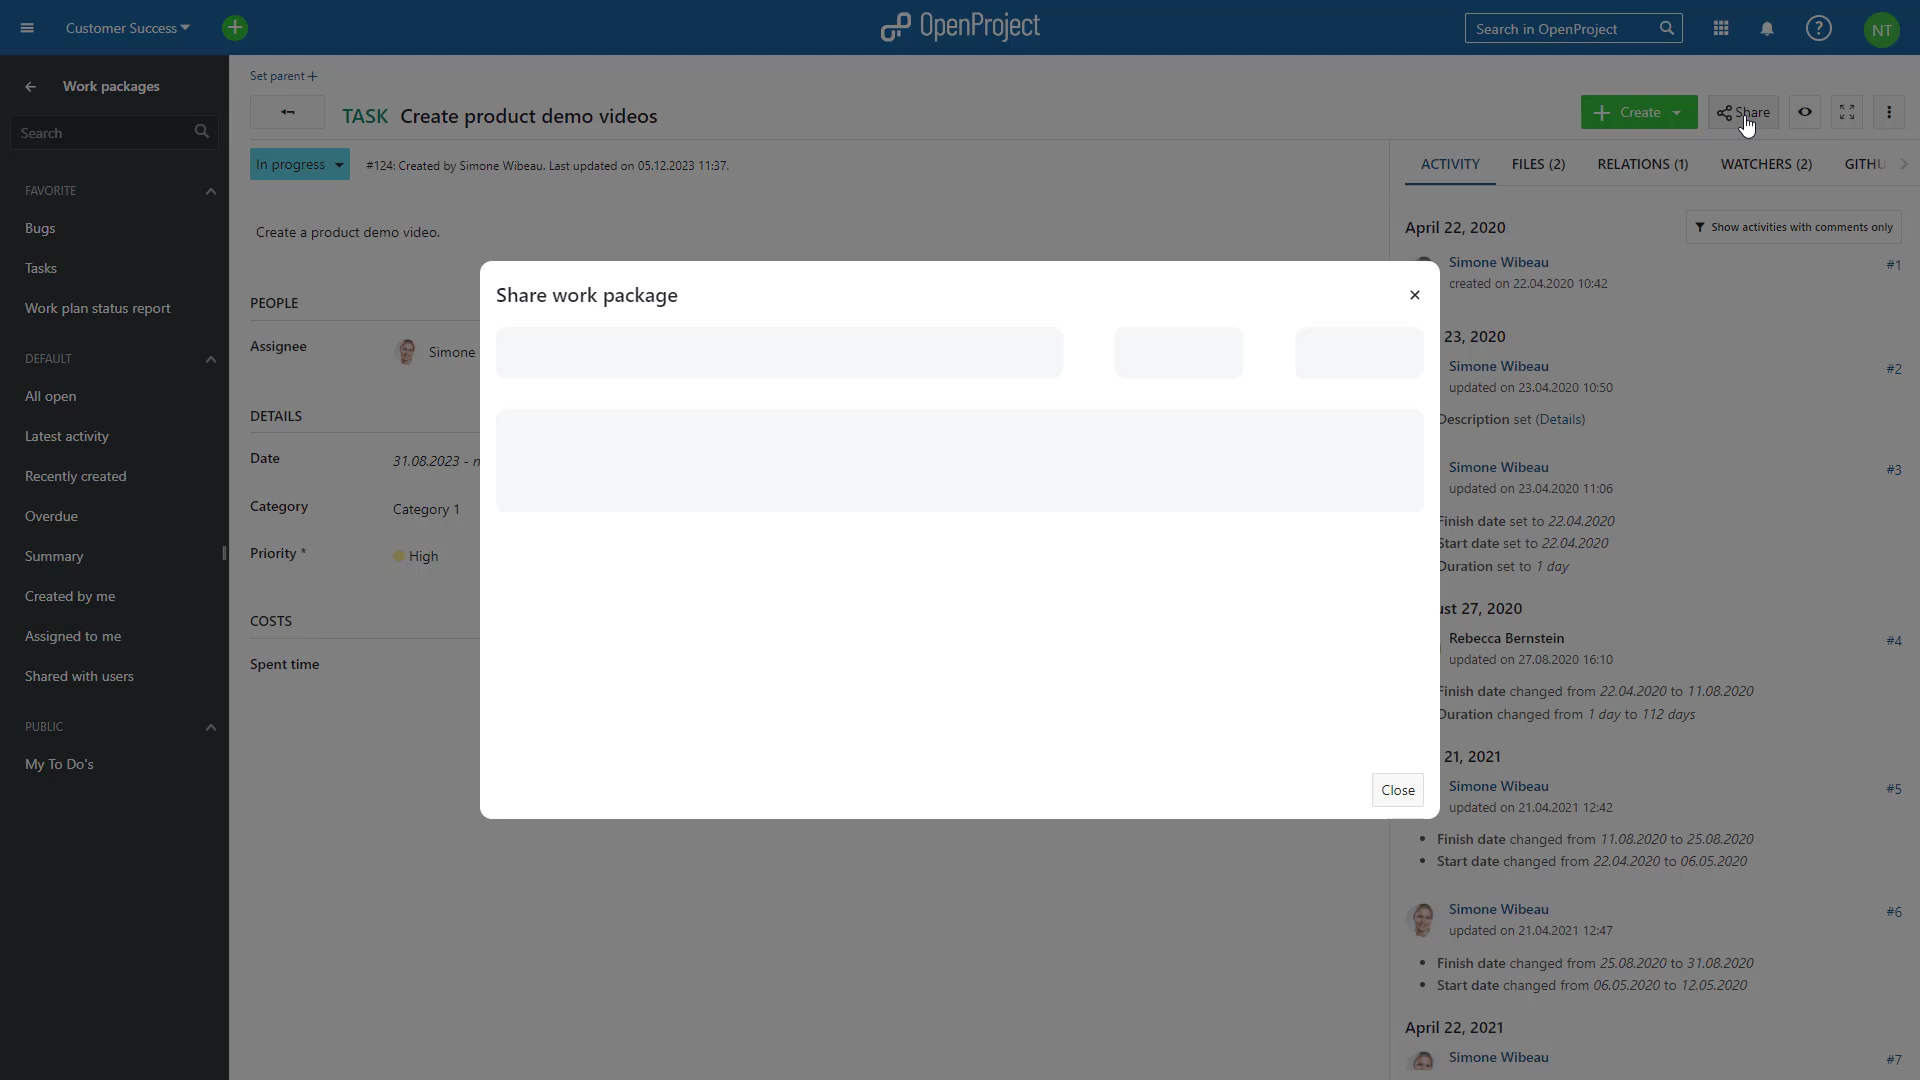 Customer Success
OpenProject
Search in OpenProject
?
NT
Work packages
Search
FAVORITE
Bugs
Tasks
Work plan status report
DEFAULT
All open
Latest activity
Recently created
Overdue
Summary
Created by me
Assigned to me
Shared with users
PUBLIC
My To Do's
Set parent +
TASK Create product demo videos
+ Create
Share
In progress
#124: Created by Simone Wibeau. Last updated on 05.12.2023 11:37.
Create a product demo video.
PEOPLE
Assignee
Simone
DETAILS
Date
31.08.2023 -
Category
Category 1
Priority *
High
COSTS
Spent time
Share work package
×
Close
ACTIVITY
FILES (2)
RELATIONS (1)
WATCHERS (2)
GITHU
April 22, 2020
Show activities with comments only
Simone Wibeau
#1
created on 22.04.2020 10:42
23, 2020
Simone Wibeau
#2
updated on 23.04.2020 10:50
Description set (Details)
Simone Wibeau
#3
updated on 23.04.2020 11:06
Finish date set to 22.04.2020
Start date set to 22.04.2020
Duration set to 1 day
ust 27, 2020
Rebecca Bernstein
#4
updated on 27.08.2020 16:10
Finish date changed from 22.04.2020 to 11.08.2020
Duration changed from 1 day to 112 days
21, 2021
Simone Wibeau
#5
updated on 21.04.2021 12:42
• Finish date changed from 11.08.2020 to 25.08.2020
• Start date changed from 22.04.2020 to 06.05.2020
Simone Wibeau
#6
updated on 21.04.2021 12:47
• Finish date changed from 25.08.2020 to 31.08.2020
• Start date changed from 06.05.2020 to 12.05.2020
April 22, 2021
Simone Wibeau
#7